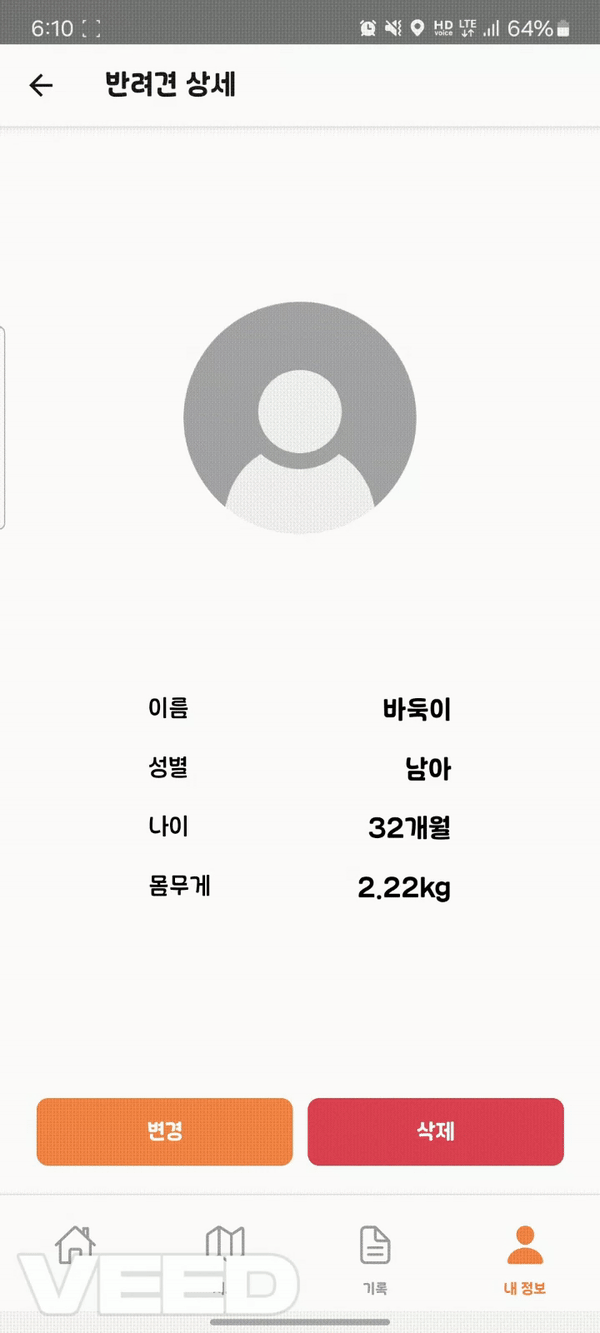 6:10 HD voice LTE 64%
반려견 상세
이름 바둑이
성별 남아
나이 32개월
몸무게 2.22kg
변경 삭제
기록 내 정보
VEED